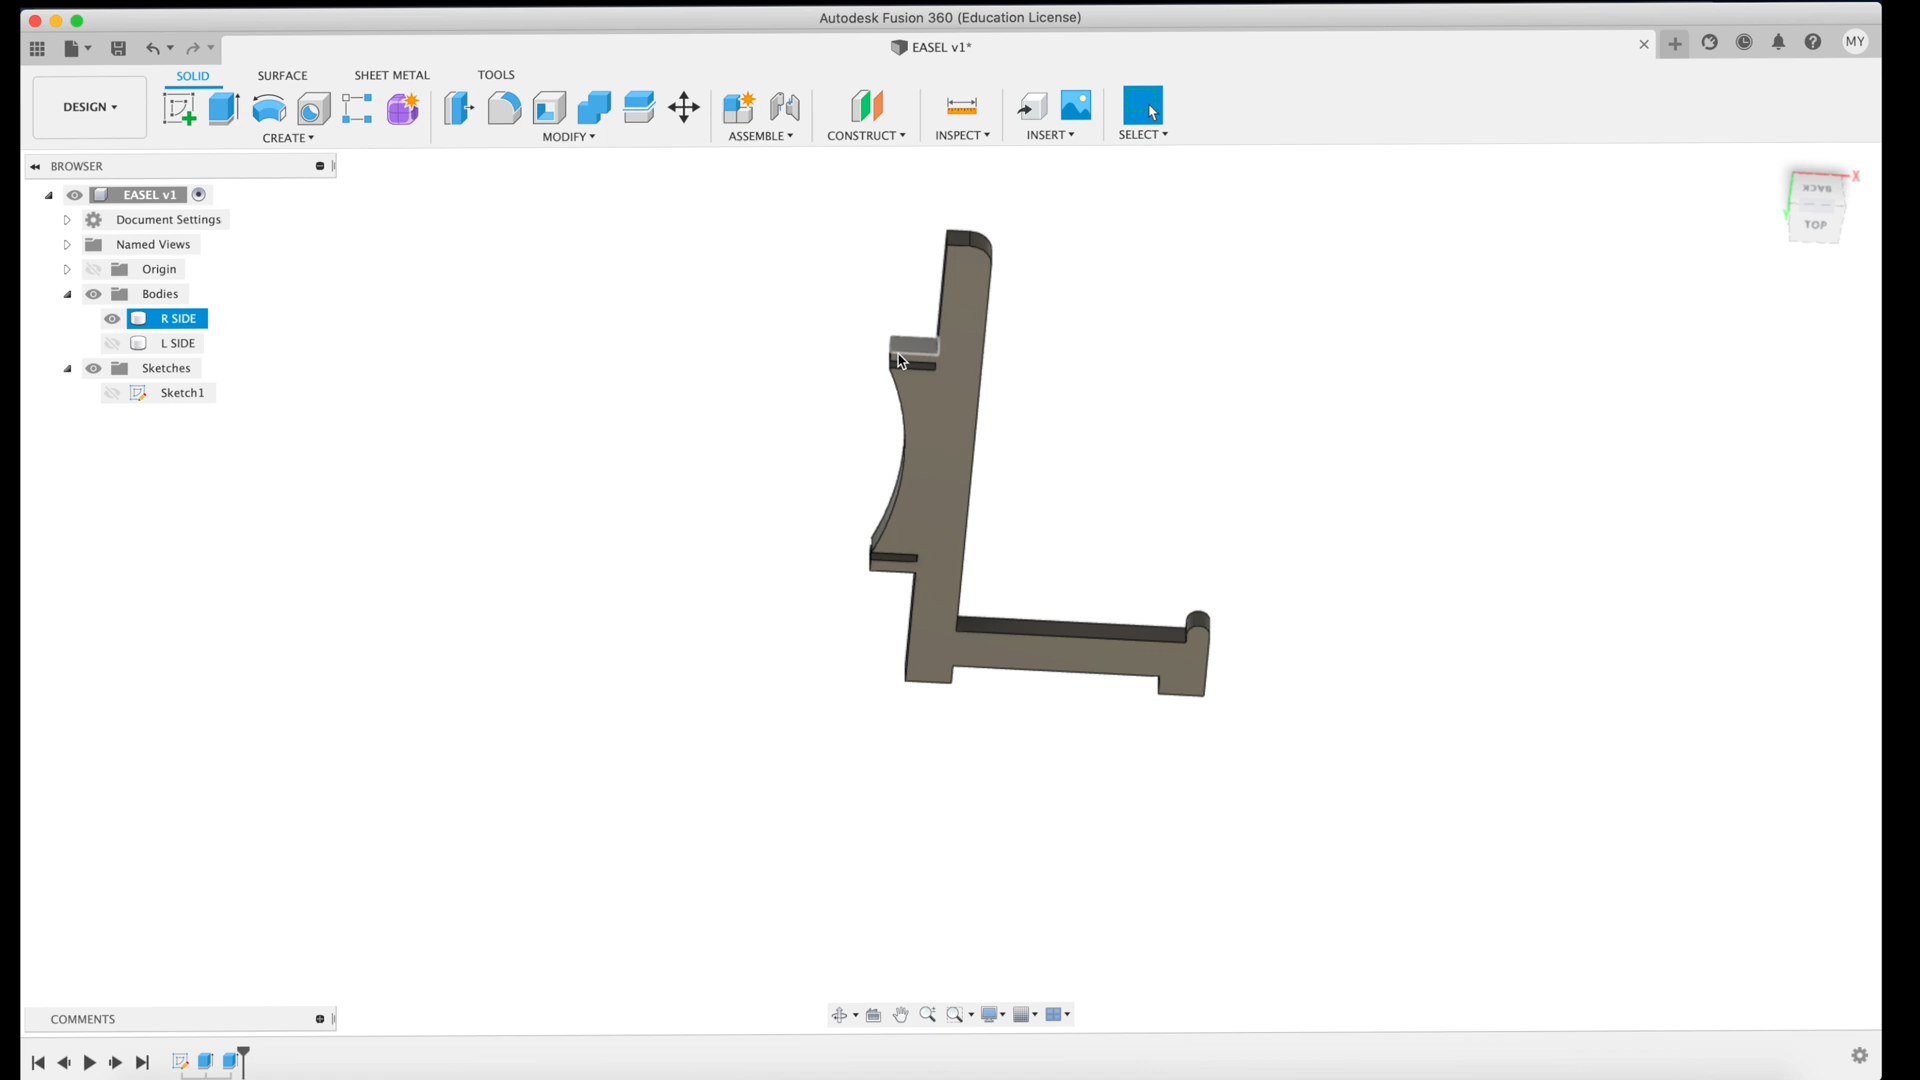 Autodesk Fusion 360 (Education License)
EASEL v1*
MY
DESIGN
SOLID SURFACE SHEET METAL TOOLS
CREATE MODIFY ASSEMBLE CONSTRUCT INSPECT INSERT SELECT
BROWSER
EASEL v1
Document Settings
Named Views
Origin
Bodies
R SIDE
L SIDE
Sketches
Sketch1
X
BACK
Y
TOP
COMMENTS